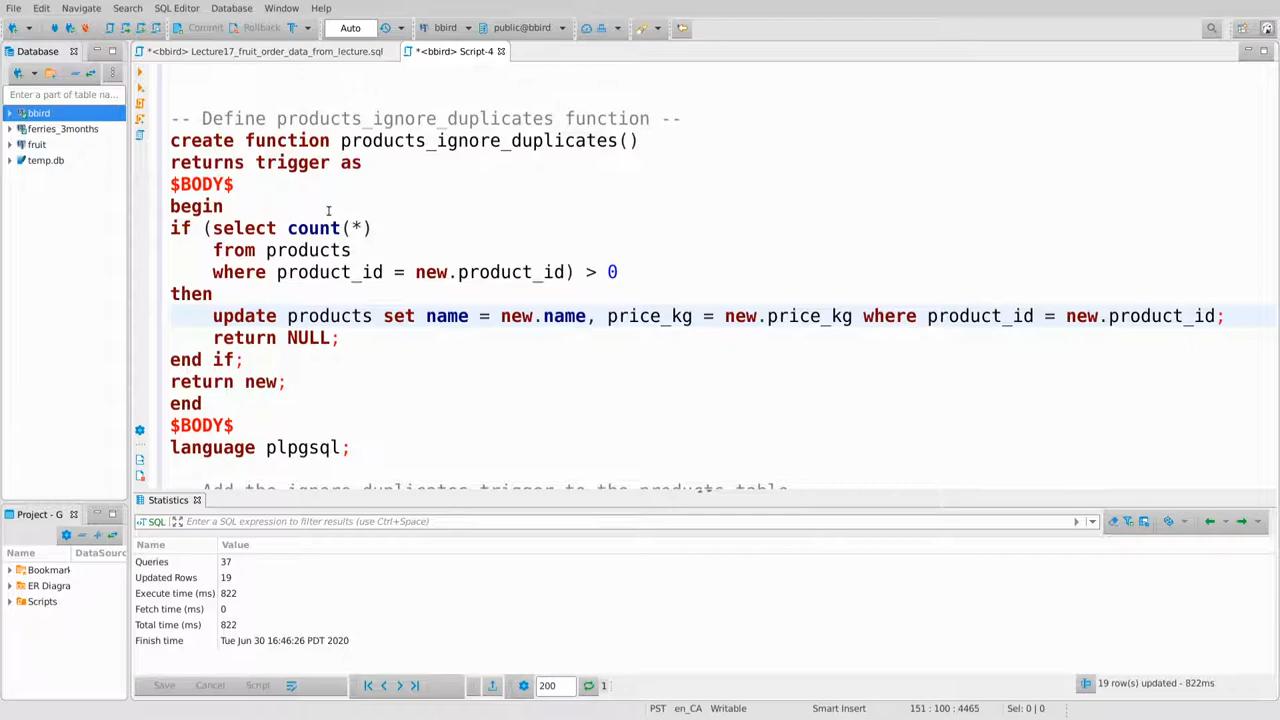 File Edit Navigate Search SQL Editor Database Window Help
Commit Rollback Auto bbird public@bbird
Database *<bbird> Lecture17_fruit_order_data_from_lecture.sql *<bbird> Script-4
Enter a part of table na...
bbird
ferries_3months
fruit
temp.db
-- Define products_ignore_duplicates function --
create function products_ignore_duplicates()
returns trigger as
$BODY$
begin
if (select count(*)
from products
where product_id = new.product_id) > 0
then
update products set name = new.name, price_kg = new.price_kg where product_id = new.product_id;
return NULL;
end if;
return new;
end
$BODY$
language plpgsql;
Add the ignore duplicates trigger to the products table
Statistics
Project - G
SQL Enter a SQL expression to filter results (use Ctrl+Space)
Name DataSourc
Bookmark
ER Diagra
Scripts
Name Value
Queries 37
Updated Rows 19
Execute time (ms) 822
Fetch time (ms) 0
Total time (ms) 822
Finish time Tue Jun 30 16:46:26 PDT 2020
Save Cancel Script 200 1 19 row(s) updated - 822ms
PST en_CA Writable Smart Insert 151 : 100 : 4465 Sel: 0 | 0